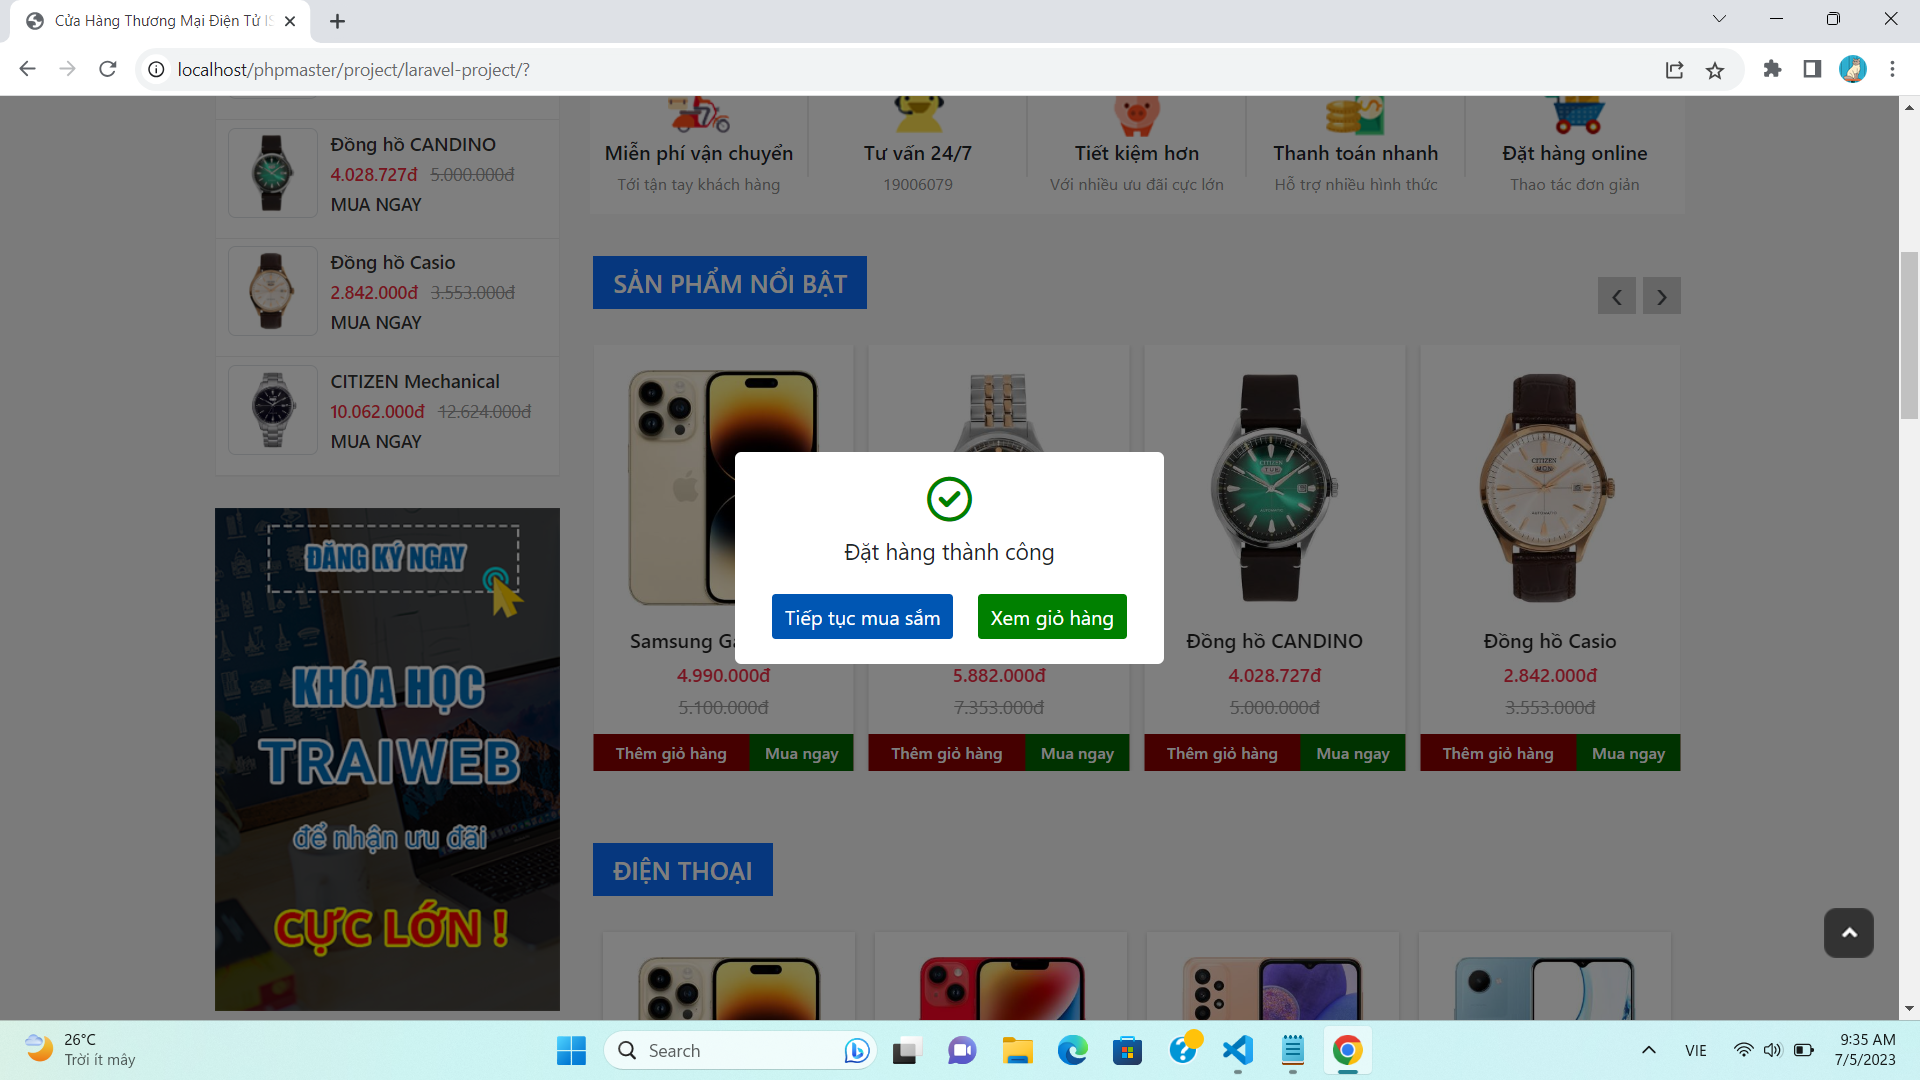 Cửa Hàng Thương Mại Điện Tử IS
localhost/phpmaster/project/laravel-project/?
Đồng hồ CANDINO
4.028.727đ 5.000.000đ
MUA NGAY
Đồng hồ Casio
2.842.000đ 3.553.000đ
MUA NGAY
CITIZEN Mechanical
10.062.000đ 12.624.000đ
MUA NGAY
ĐĂNG KÝ NGAY
KHÓA HỌC
TRAIWEB
để nhận ưu đãi
CỰC LỚN !
Miễn phí vận chuyển
Tới tận tay khách hàng
Tư vấn 24/7
19006079
Tiết kiệm hơn
Với nhiều ưu đãi cực lớn
Thanh toán nhanh
Hỗ trợ nhiều hình thức
Đặt hàng online
Thao tác đơn giản
SẢN PHẨM NỔI BẬT
Samsung Ga
4.990.000đ
5.100.000đ
Thêm giỏ hàng Mua ngay
5.882.000đ
7.353.000đ
Thêm giỏ hàng Mua ngay
CITIZEN
AUTOMATIC
Đồng hồ CANDINO
4.028.727đ
5.000.000đ
Thêm giỏ hàng Mua ngay
CITIZEN
AUTOMATIC
Đồng hồ Casio
2.842.000đ
3.553.000đ
Thêm giỏ hàng Mua ngay
Đặt hàng thành công
Tiếp tục mua sắm Xem giỏ hàng
ĐIỆN THOẠI
26°C
Trời ít mây
Search
VIE
9:35 AM
7/5/2023